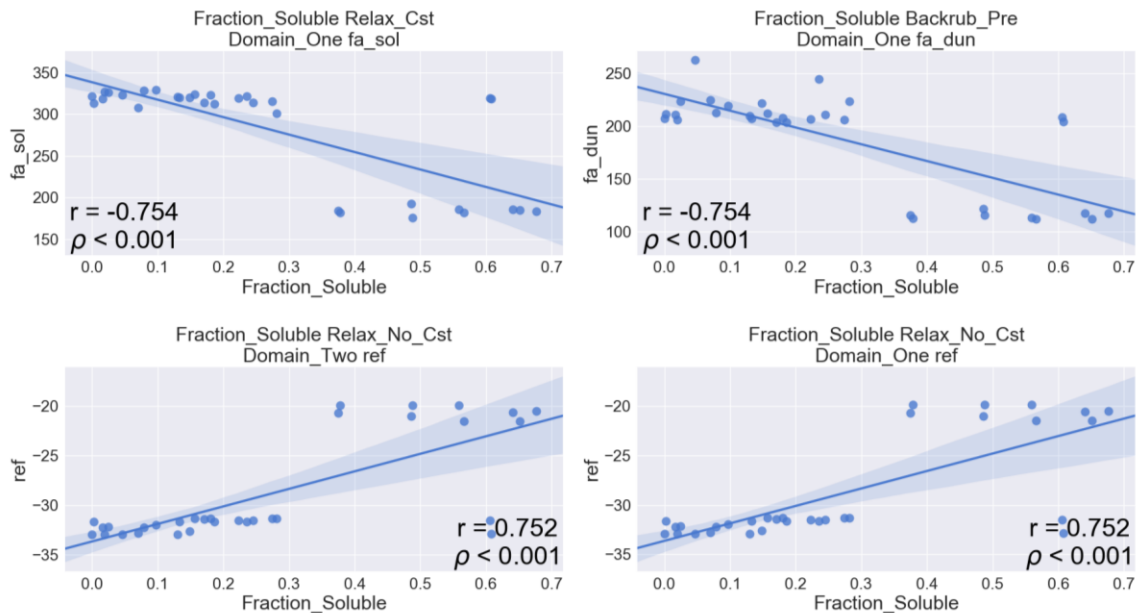 Fraction_Soluble Relax_Cst
Domain_One fa_sol
350
300
250
200
150
fa_sol
r = -0.754
ρ < 0.001
0.0 0.1 0.2 0.3 0.4 0.5 0.6 0.7
Fraction_Soluble
Fraction_Soluble Backrub_Pre
Domain_One fa_dun
250
200
150
100
fa_dun
r = -0.754
ρ < 0.001
0.0 0.1 0.2 0.3 0.4 0.5 0.6 0.7
Fraction_Soluble
Fraction_Soluble Relax_No_Cst
Domain_Two ref
−20
−25
−30
−35
ref
r = 0.752
ρ < 0.001
0.0 0.1 0.2 0.3 0.4 0.5 0.6 0.7
Fraction_Soluble
Fraction_Soluble Relax_No_Cst
Domain_One ref
−20
−25
−30
−35
ref
r = 0.752
ρ < 0.001
0.0 0.1 0.2 0.3 0.4 0.5 0.6 0.7
Fraction_Soluble